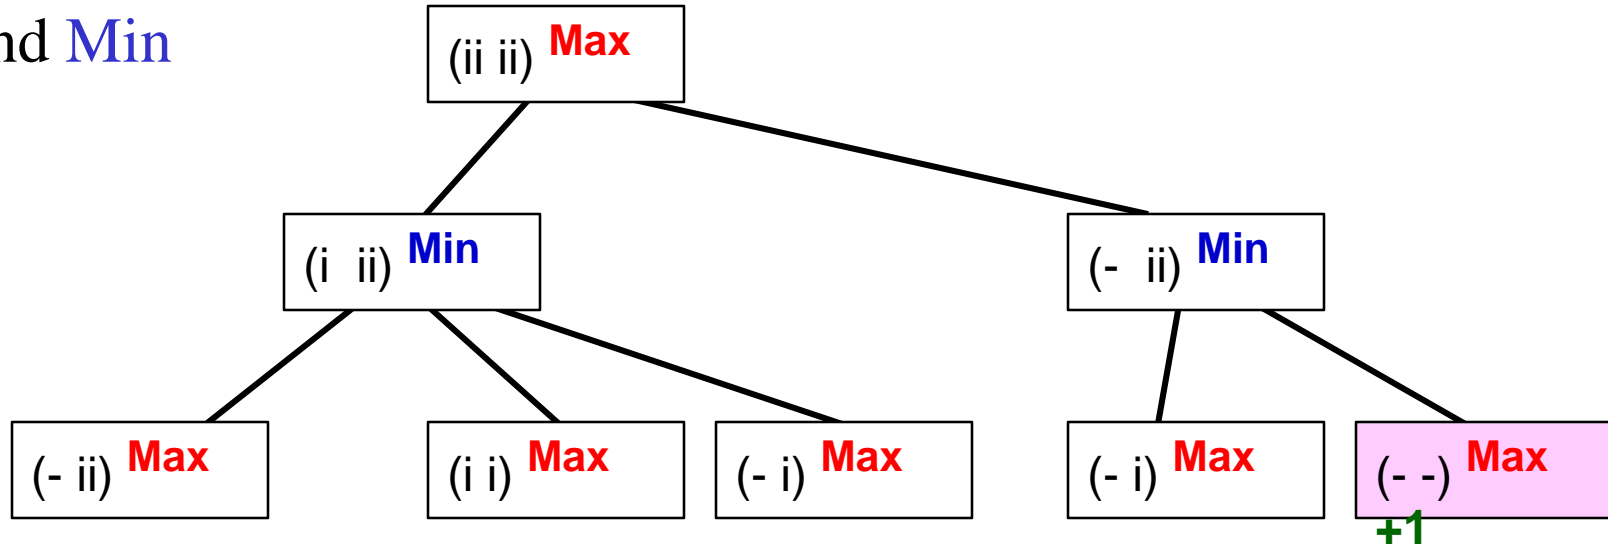 nd Min
(ii ii) Max
(i ii) Min
(- ii) Min
(- ii) Max
(i i) Max
(- i) Max
(- i) Max
(- -) Max
+1